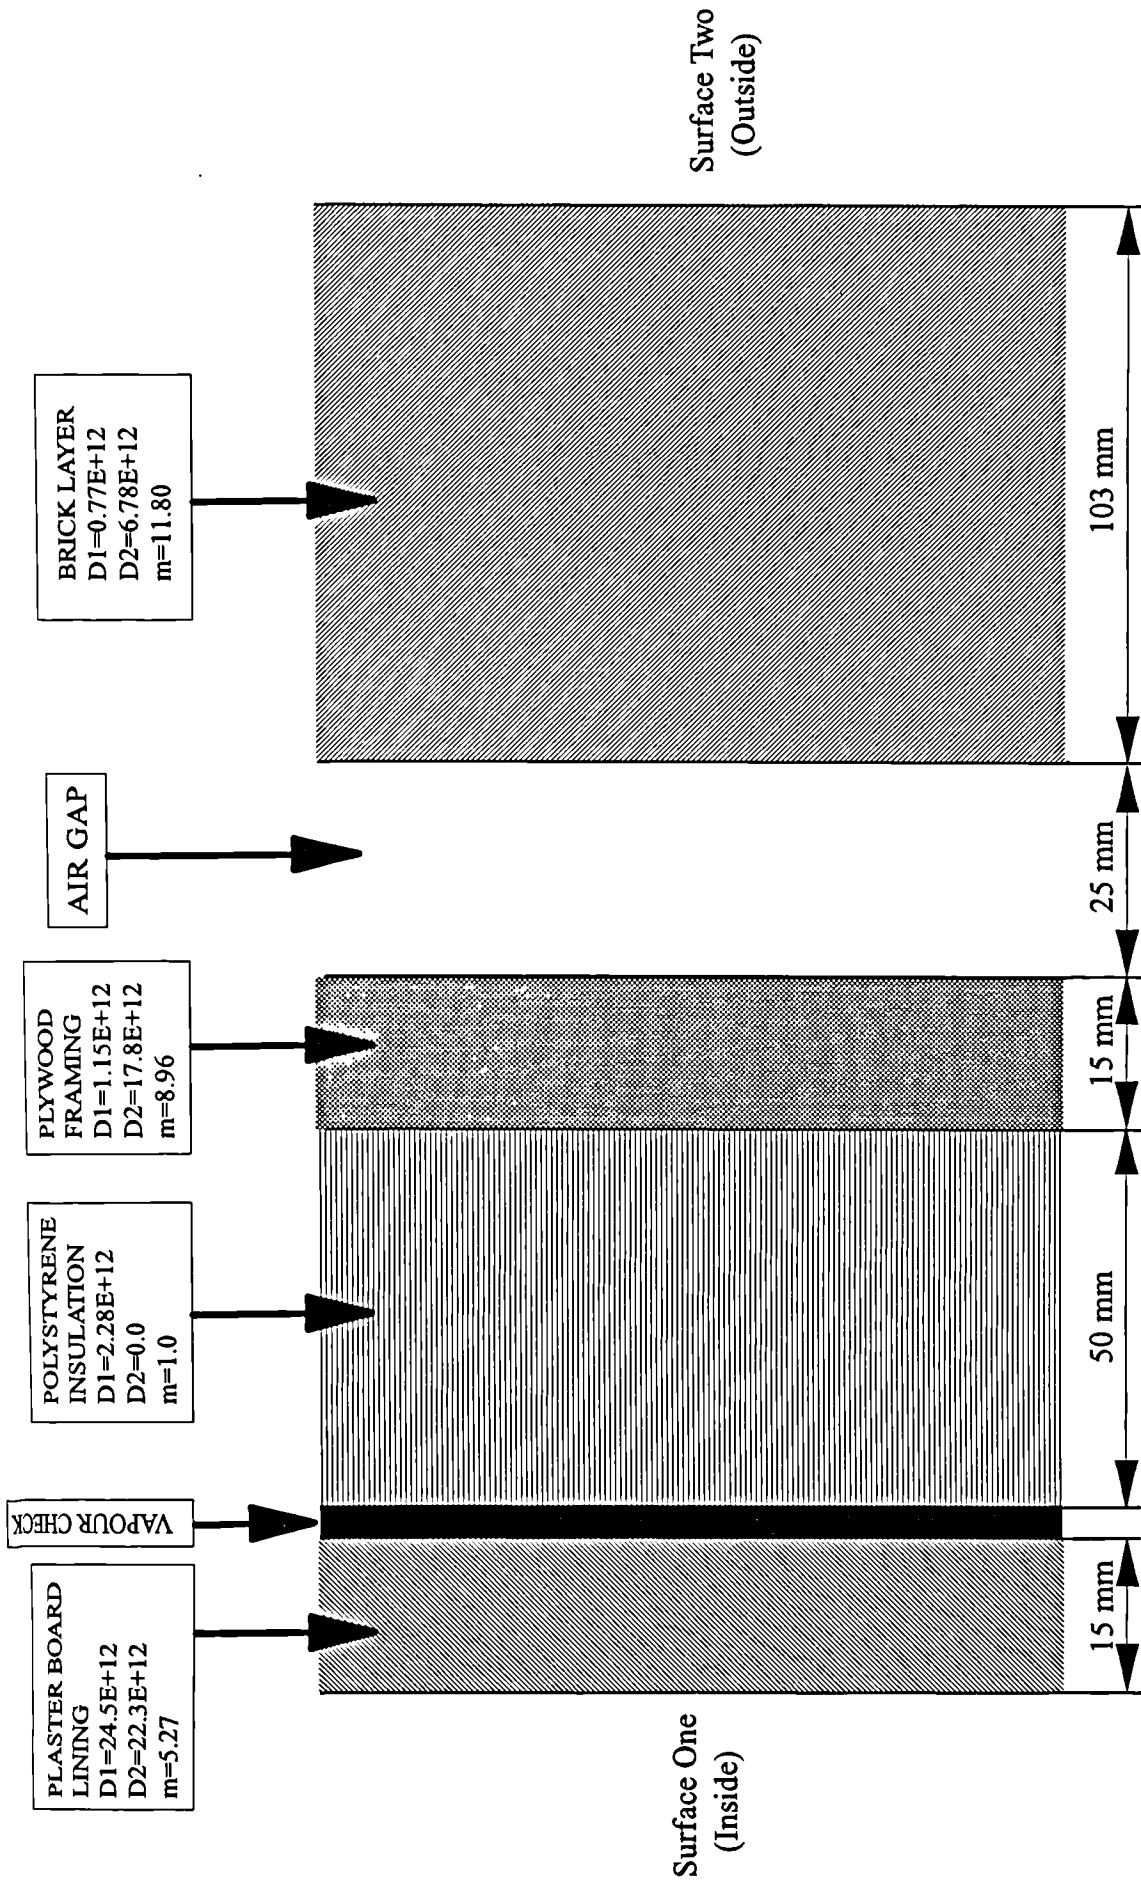 PLASTER BOARD
LINING
D1=24.5E+12
D2=22.3E+12
m=5.27
VAPOUR CHECK
POLYSTYRENE
INSULATION
D1=2.28E+12
D2=0.0
m=1.0
PLYWOOD
FRAMING
D1=1.15E+12
D2=17.8E+12
m=8.96
AIR GAP
BRICK LAYER
D1=0.77E+12
D2=6.78E+12
m=11.80
Surface One
(Inside)
Surface Two
(Outside)
15 mm
50 mm
15 mm
25 mm
103 mm